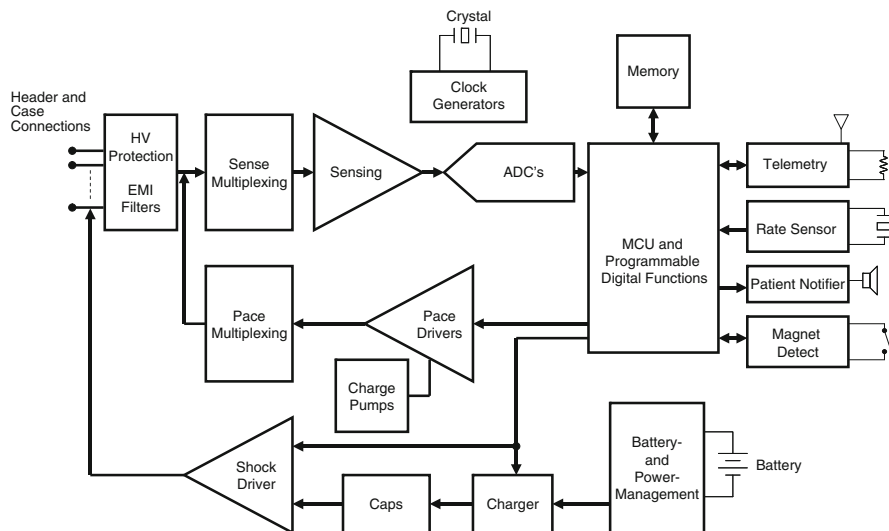 Crystal
Clock
Generators
Memory
Header and
Case
Connections
HV
Protection
EMI
Filters
Sense
Multiplexing
Sensing
ADC's
MCU and
Programmable
Digital Functions
Telemetry
Rate Sensor
Patient Notifier
Magnet
Detect
Pace
Multiplexing
Pace
Drivers
Charge
Pumps
Shock
Driver
Caps
Charger
Battery-
and
Power-
Management
Battery